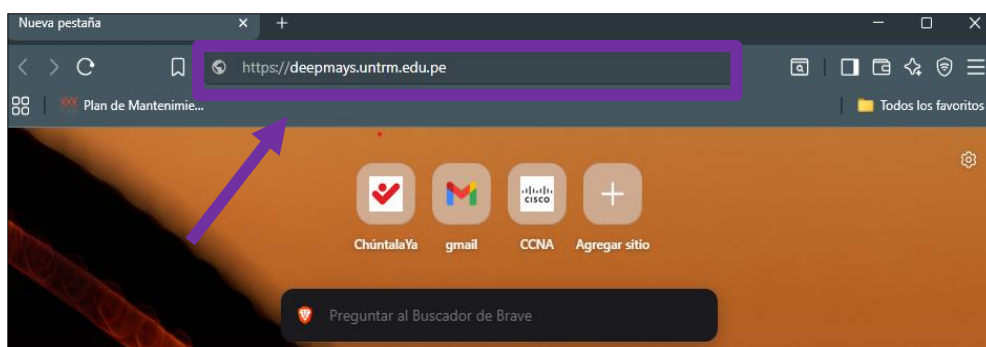 Nueva pestaña
https://deepmays.untrm.edu.pe
Plan de Mantenimie...
Todos los favoritos
CISCO
ChúntalaYa
gmail
CCNA
Agregar sitio
Preguntar al Buscador de Brave